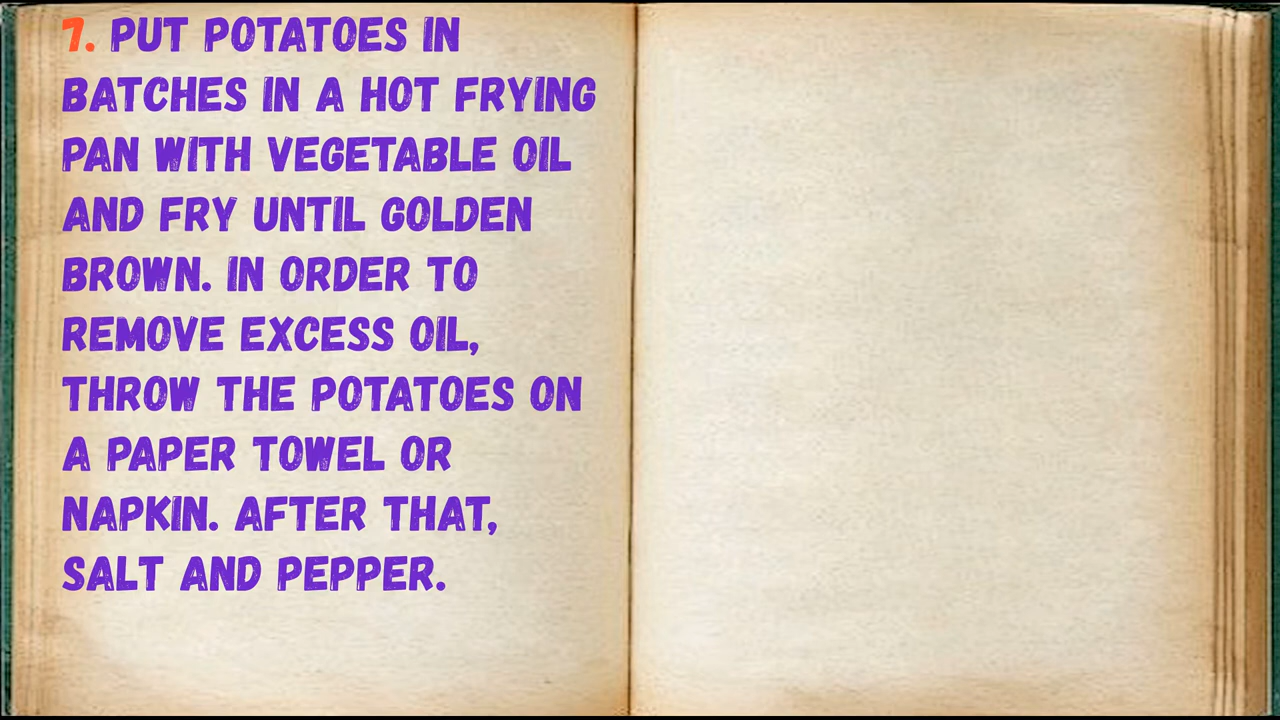 7. PUT POTATOES IN
BATCHES IN A HOT FRYING
PAN WITH VEGETABLE OIL
AND FRY UNTIL GOLDEN
BROWN. IN ORDER TO
REMOVE EXCESS OIL,
THROW THE POTATOES ON
A PAPER TOWEL OR
NAPKIN. AFTER THAT,
SALT AND PEPPER.